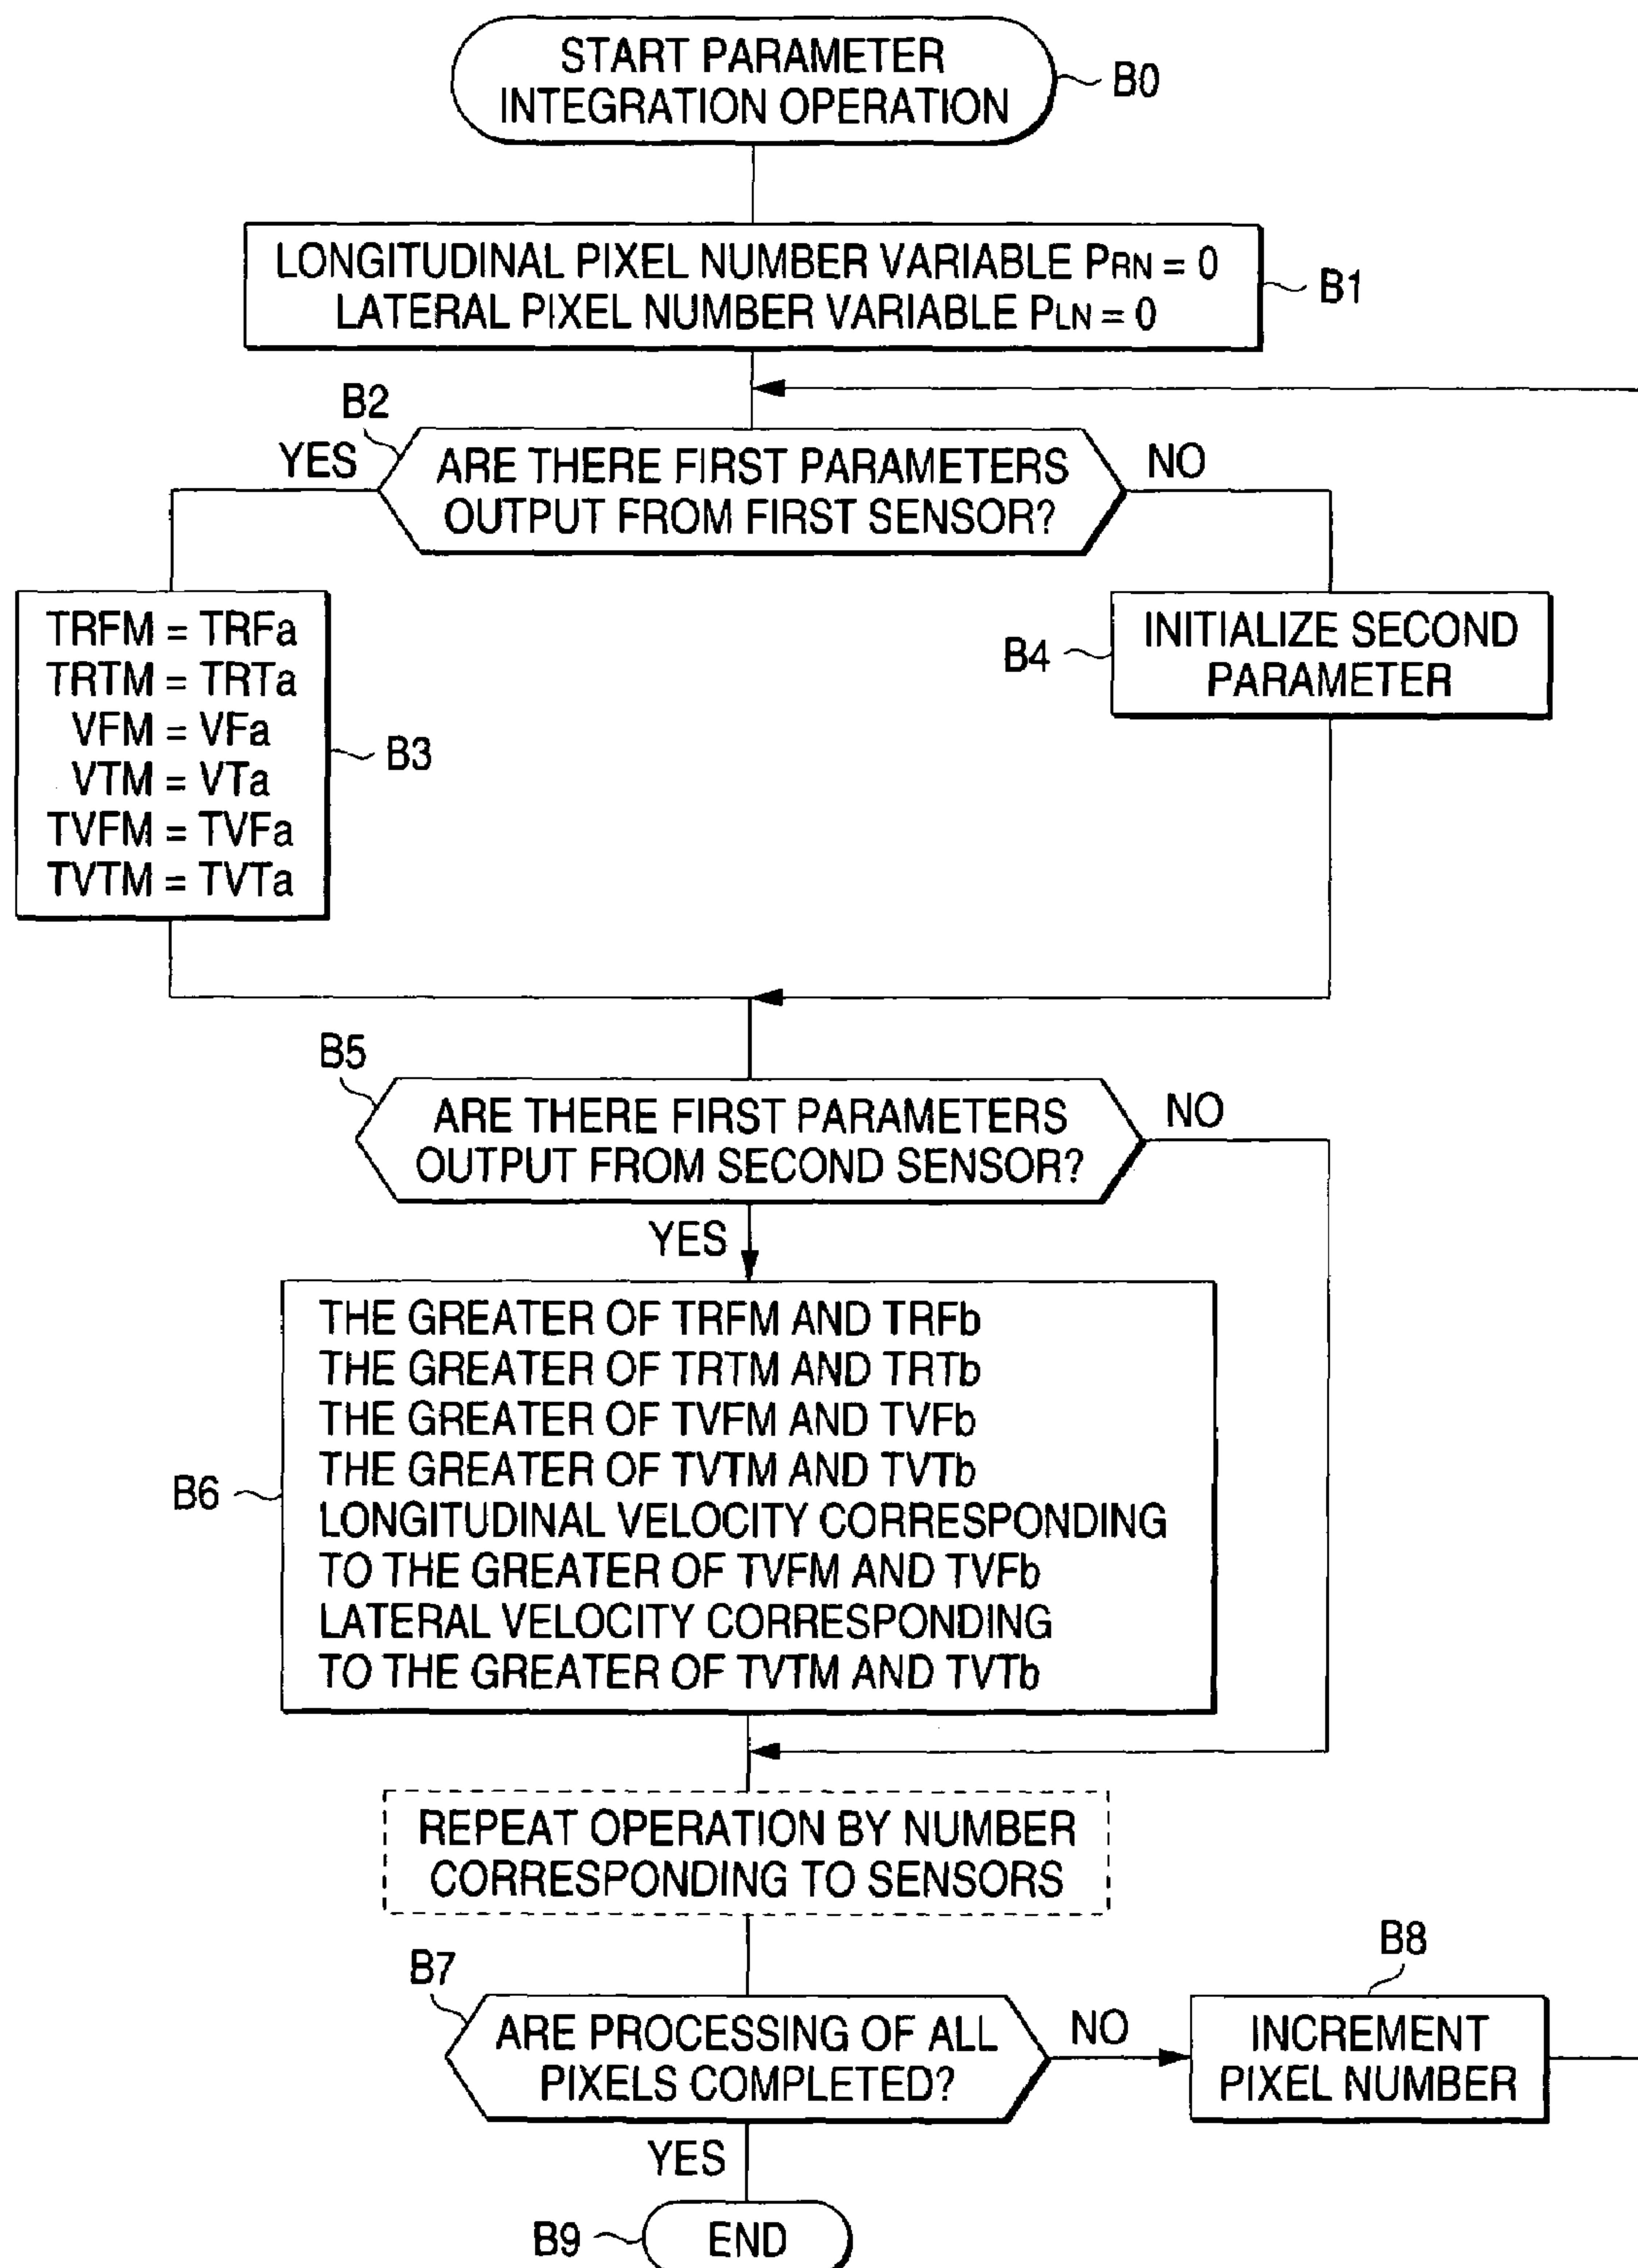 START PARAMETER
INTEGRATION OPERATION
B0
LONGITUDINAL PIXEL NUMBER VARIABLE PRN = 0
LATERAL PIXEL NUMBER VARIABLE PLN = 0
B1
B2
YES
ARE THERE FIRST PARAMETERS
OUTPUT FROM FIRST SENSOR?
NO
TRFM = TRFa
TRTM = TRTa
VFM = VFa
VTM = VTa
TVFM = TVFa
TVTM = TVTa
B3
B4
INITIALIZE SECOND
PARAMETER
B5
ARE THERE FIRST PARAMETERS
OUTPUT FROM SECOND SENSOR?
NO
YES
THE GREATER OF TRFM AND TRFb
THE GREATER OF TRTM AND TRTb
THE GREATER OF TVFM AND TVFb
THE GREATER OF TVTM AND TVTb
LONGITUDINAL VELOCITY CORRESPONDING
TO THE GREATER OF TVFM AND TVFb
LATERAL VELOCITY CORRESPONDING
TO THE GREATER OF TVTM AND TVTb
B6
REPEAT OPERATION BY NUMBER
CORRESPONDING TO SENSORS
B7
ARE PROCESSING OF ALL
PIXELS COMPLETED?
NO
B8
INCREMENT
PIXEL NUMBER
YES
B9
END